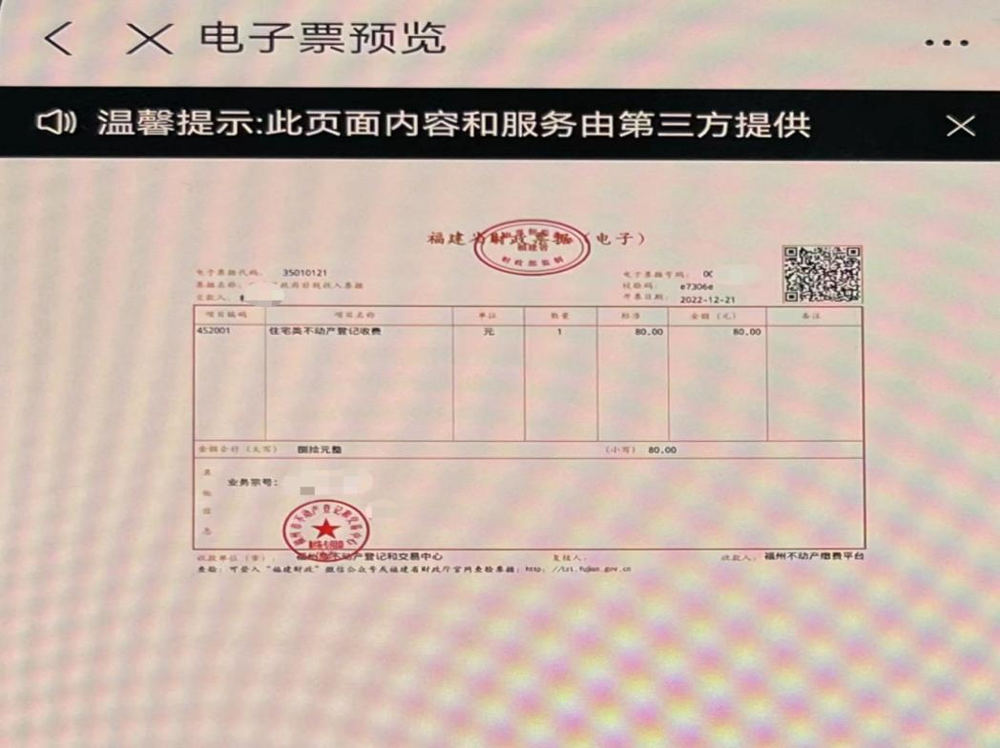 电子票预览
温馨提示:此页面内容和服务由第三方提供
福建省财政票据（电子）
电子票据代码： 35010121
电子票据号码： 00
票据名称： 政府非税收入票据
校验码： e7306e
交款人：
开票日期： 2022-12-21
项目编码 项目名称 单位 数量 标准 金额（元） 备注
452001 住宅类不动产登记收费 元 1 80.00 80.00
金额合计（大写） 捌拾元整 （小写） 80.00
其他信息
业务宗号：
财务专用章
收款单位（章）： 福州市不动产登记和交易中心 复核人： 收款人： 福州不动产缴费平台
查验：可登入“福建财政”微信公众号或福建省财政厅官网查验票据：